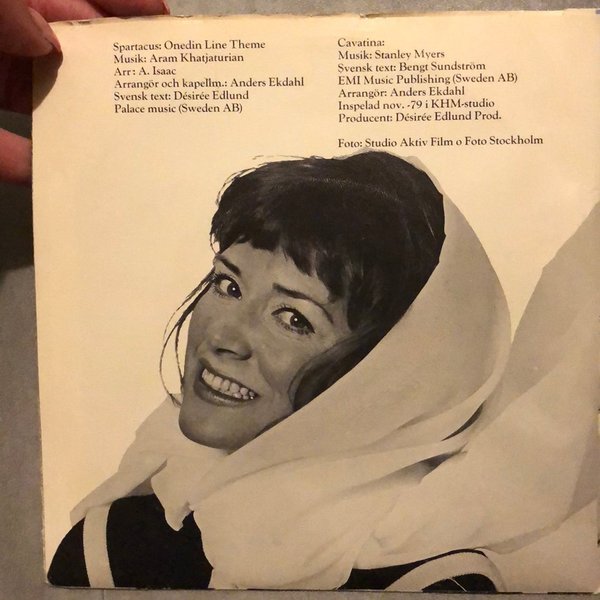 Spartacus: Onedin Line Theme
Musik: Aram Khatjaturian
Arr: A. Isaac
Arrangör och kapellm.: Anders Ekdahl
Svensk text: Désirée Edlund
Palace music (Sweden AB)
Cavatina:
Musik: Stanley Myers
Svensk text: Bengt Sundström
EMI Music Publishing (Sweden AB)
Arrangör: Anders Ekdahl
Inspelad nov. -79 i KHM-studio
Producent: Désirée Edlund Prod.
Foto: Studio Aktiv Film o Foto Stockholm